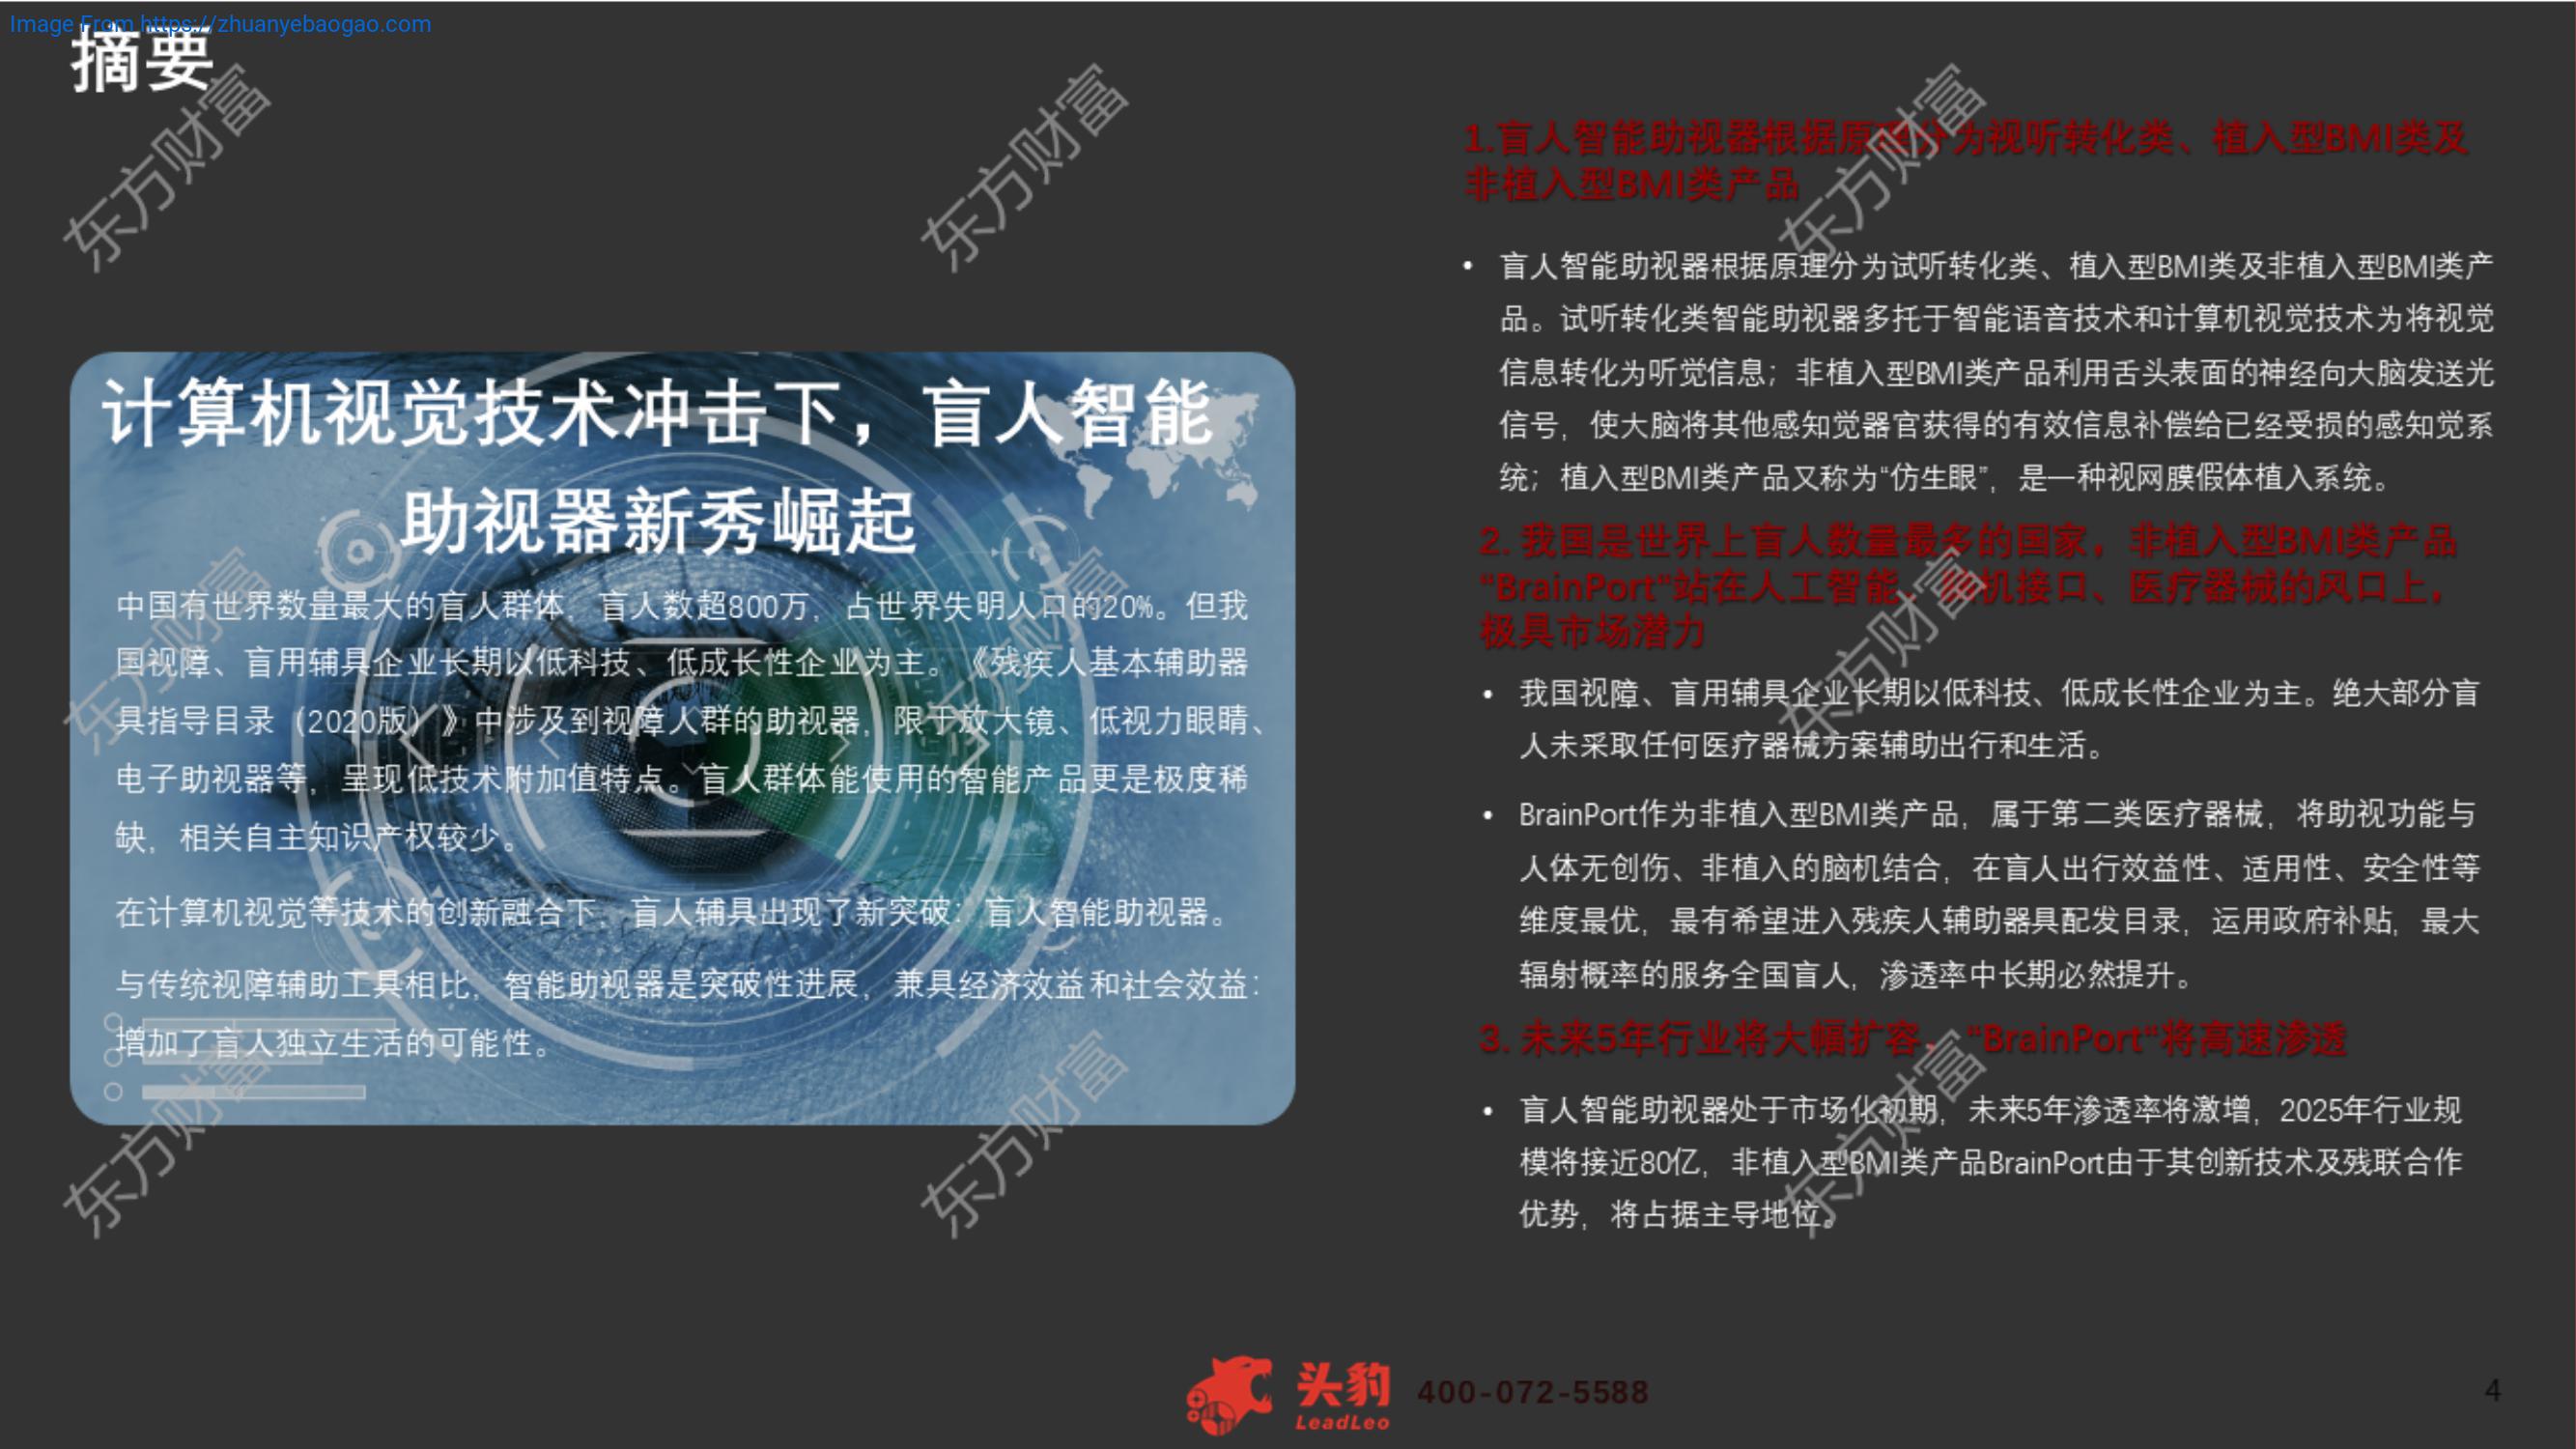 Image From https://zhuanyebaogao.com
摘要
计算机视觉技术冲击下，盲人智能
助视器新秀崛起
中国有世界数量最大的盲人群体，盲人数超800万，占世界失明人口的20%。但我
国视障、盲用辅具企业长期以低科技、低成长性企业为主。《残疾人基本辅助器
具指导目录（2020版）》中涉及到视障人群的助视器，限于放大镜、低视力眼睛、
电子助视器等，呈现低技术附加值特点。盲人群体能使用的智能产品更是极度稀
缺，相关自主知识产权较少。
在计算机视觉等技术的创新融合下，盲人辅具出现了新突破：盲人智能助视器。
与传统视障辅助工具相比，智能助视器是突破性进展，兼具经济效益和社会效益：
增加了盲人独立生活的可能性。
1.盲人智能助视器根据原理分为视听转化类、植入型BMI类及
非植入型BMI类产品
• 盲人智能助视器根据原理分为试听转化类、植入型BMI类及非植入型BMI类产
品。试听转化类智能助视器多托于智能语音技术和计算机视觉技术为将视觉
信息转化为听觉信息；非植入型BMI类产品利用舌头表面的神经向大脑发送光
信号，使大脑将其他感知觉器官获得的有效信息补偿给已经受损的感知觉系
统；植入型BMI类产品又称为“仿生眼”，是一种视网膜假体植入系统。
2. 我国是世界上盲人数量最多的国家，非植入型BMI类产品
"BrainPort"站在人工智能、脑机接口、医疗器械的风口上，
极具市场潜力
• 我国视障、盲用辅具企业长期以低科技、低成长性企业为主。绝大部分盲
人未采取任何医疗器械方案辅助出行和生活。
• BrainPort作为非植入型BMI类产品，属于第二类医疗器械，将助视功能与
人体无创伤、非植入的脑机结合，在盲人出行效益性、适用性、安全性等
维度最优，最有希望进入残疾人辅助器具配发目录，运用政府补贴，最大
辐射概率的服务全国盲人，渗透率中长期必然提升。
3. 未来5年行业将大幅扩容，"BrainPort"将高速渗透
• 盲人智能助视器处于市场化初期，未来5年渗透率将激增，2025年行业规
模将接近80亿，非植入型BMI类产品BrainPort由于其创新技术及残联合作
优势，将占据主导地位。
头豹
LeadLeo
400-072-5588
4
东方财富
东方财富
东方财富
东方财富
东方财富
东方财富
东方财富
东方财富
东方财富